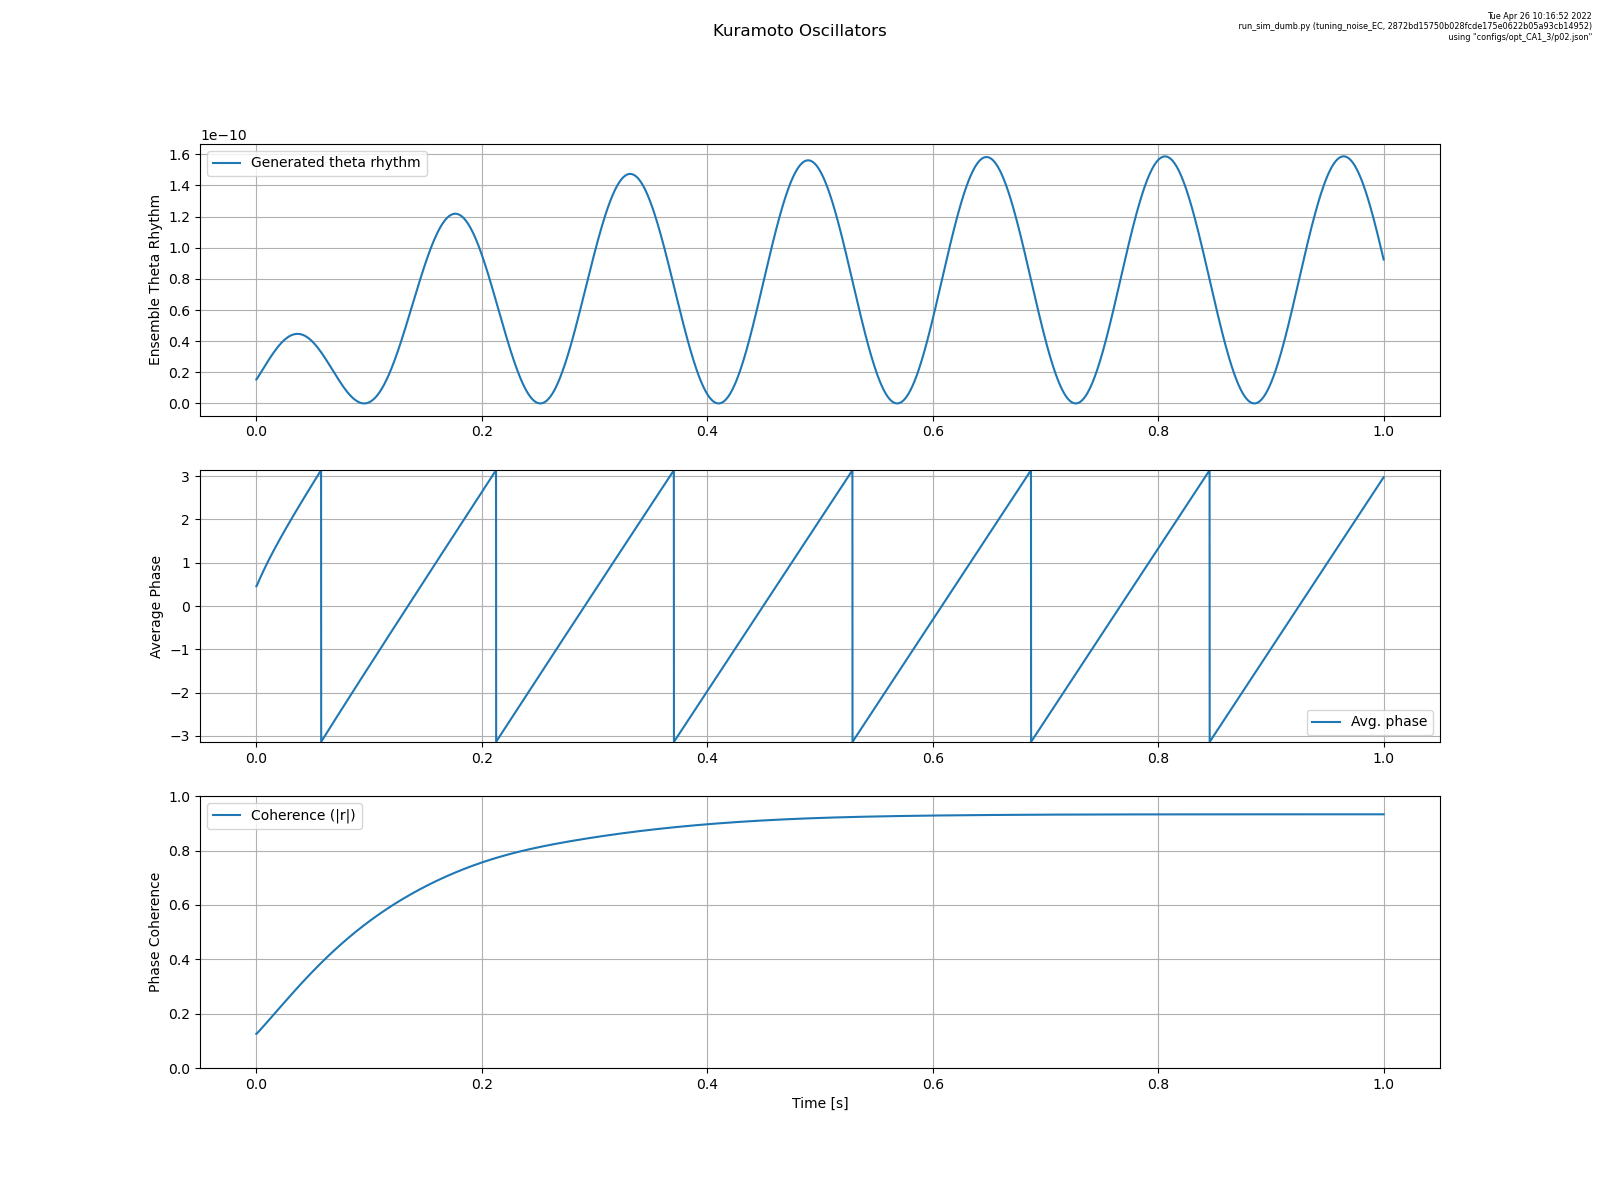 Tue Apr 26 10:16:52 2022
run_sim_dumb.py (tuning_noise_EC, 2872bd15750b028fcde175e0622b05a93cb14952)
using "configs/opt_CA1_3/p02.json"
Kuramoto Oscillators
1e−10
Generated theta rhythm
Ensemble Theta Rhythm
1.6
1.4
1.2
1.0
0.8
0.6
0.4
0.2
0.0
0.0 0.2 0.4 0.6 0.8 1.0
Average Phase
3
2
1
0
−1
−2
−3
Avg. phase
0.0 0.2 0.4 0.6 0.8 1.0
Coherence (|r|)
Phase Coherence
1.0
0.8
0.6
0.4
0.2
0.0
0.0 0.2 0.4 0.6 0.8 1.0
Time [s]